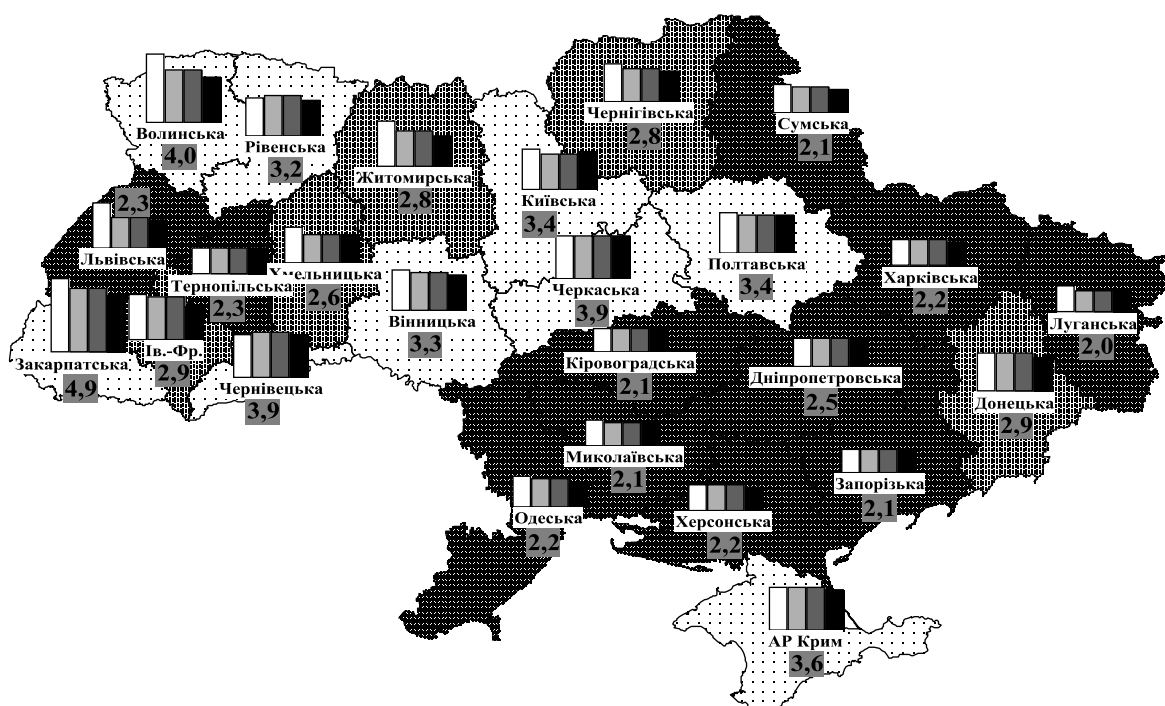 Волинська
4,0
Рівенська
3,2
Житомирська
2,8
Чернігівська
2,8
Сумська
2,1
Київська
3,4
2,3
Львівська
Тернопільська
2,3
Хмельницька
2,6
Вінницька
3,3
Черкаська
3,9
Полтавська
3,4
Харківська
2,2
Луганська
2,0
Закарпатська
4,9
Ів.-Фр.
2,9
Чернівецька
3,9
Кіровоградська
2,1
Дніпропетровська
2,5
Донецька
2,9
Миколаївська
2,1
Запорізька
2,1
Одеська
2,2
Херсонська
2,2
АР Крим
3,6